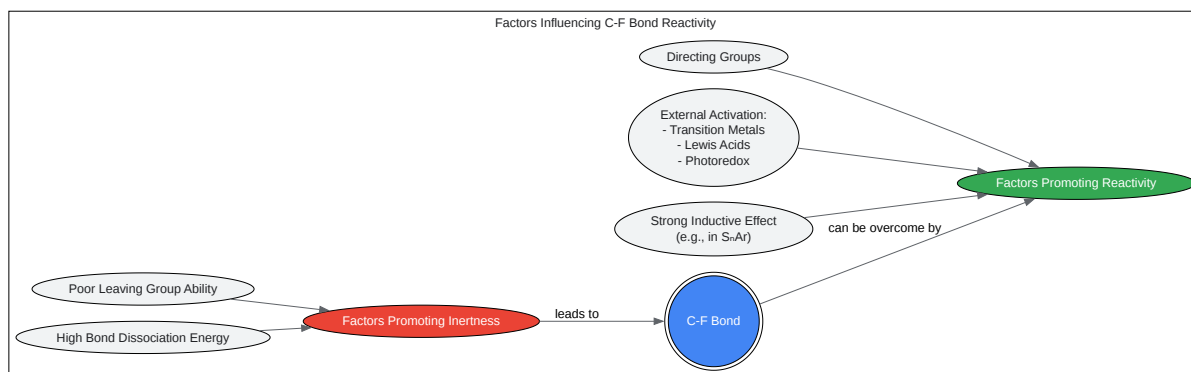 Factors Influencing C-F Bond Reactivity
Directing Groups
External Activation:
- Transition Metals
- Lewis Acids
- Photoredox
Factors Promoting Reactivity
Strong Inductive Effect
(e.g., in SₙAr)
can be overcome by
Poor Leaving Group Ability
Factors Promoting Inertness
leads to
C-F Bond
High Bond Dissociation Energy